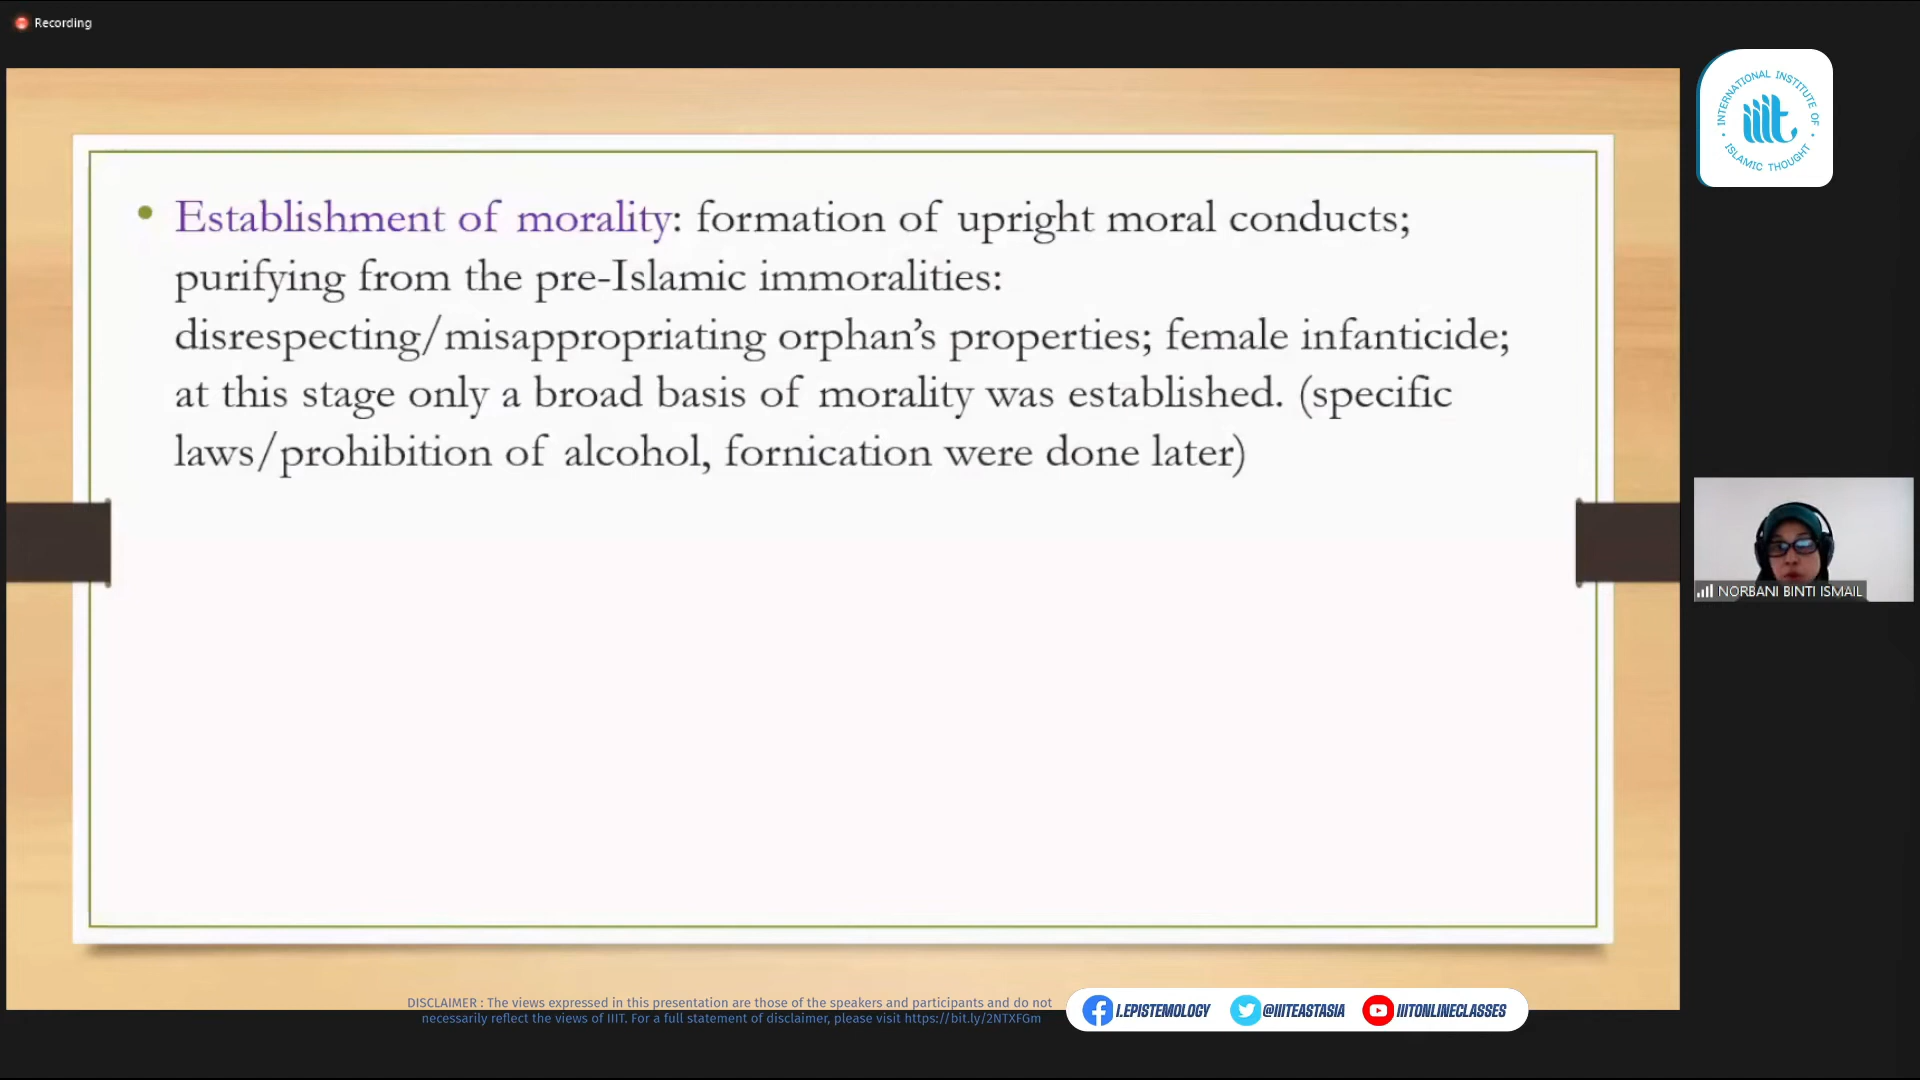 Recording
INTERNATIONAL INSTITUTE OF
ISLAMIC THOUGHT
iiit
• Establishment of morality: formation of upright moral conducts;
purifying from the pre-Islamic immoralities:
disrespecting/misappropriating orphan’s properties; female infanticide;
at this stage only a broad basis of morality was established. (specific
laws/prohibition of alcohol, fornication were done later)
NORBANI BINTI ISMAIL
DISCLAIMER : The views expressed in this presentation are those of the speakers and participants and do not
necessarily reflect the views of IIIT. For a full statement of disclaimer, please visit https://bit.ly/2NTXFGm
I.EPISTEMOLOGY @IIITEASTASIA IIITONLINECLASSES